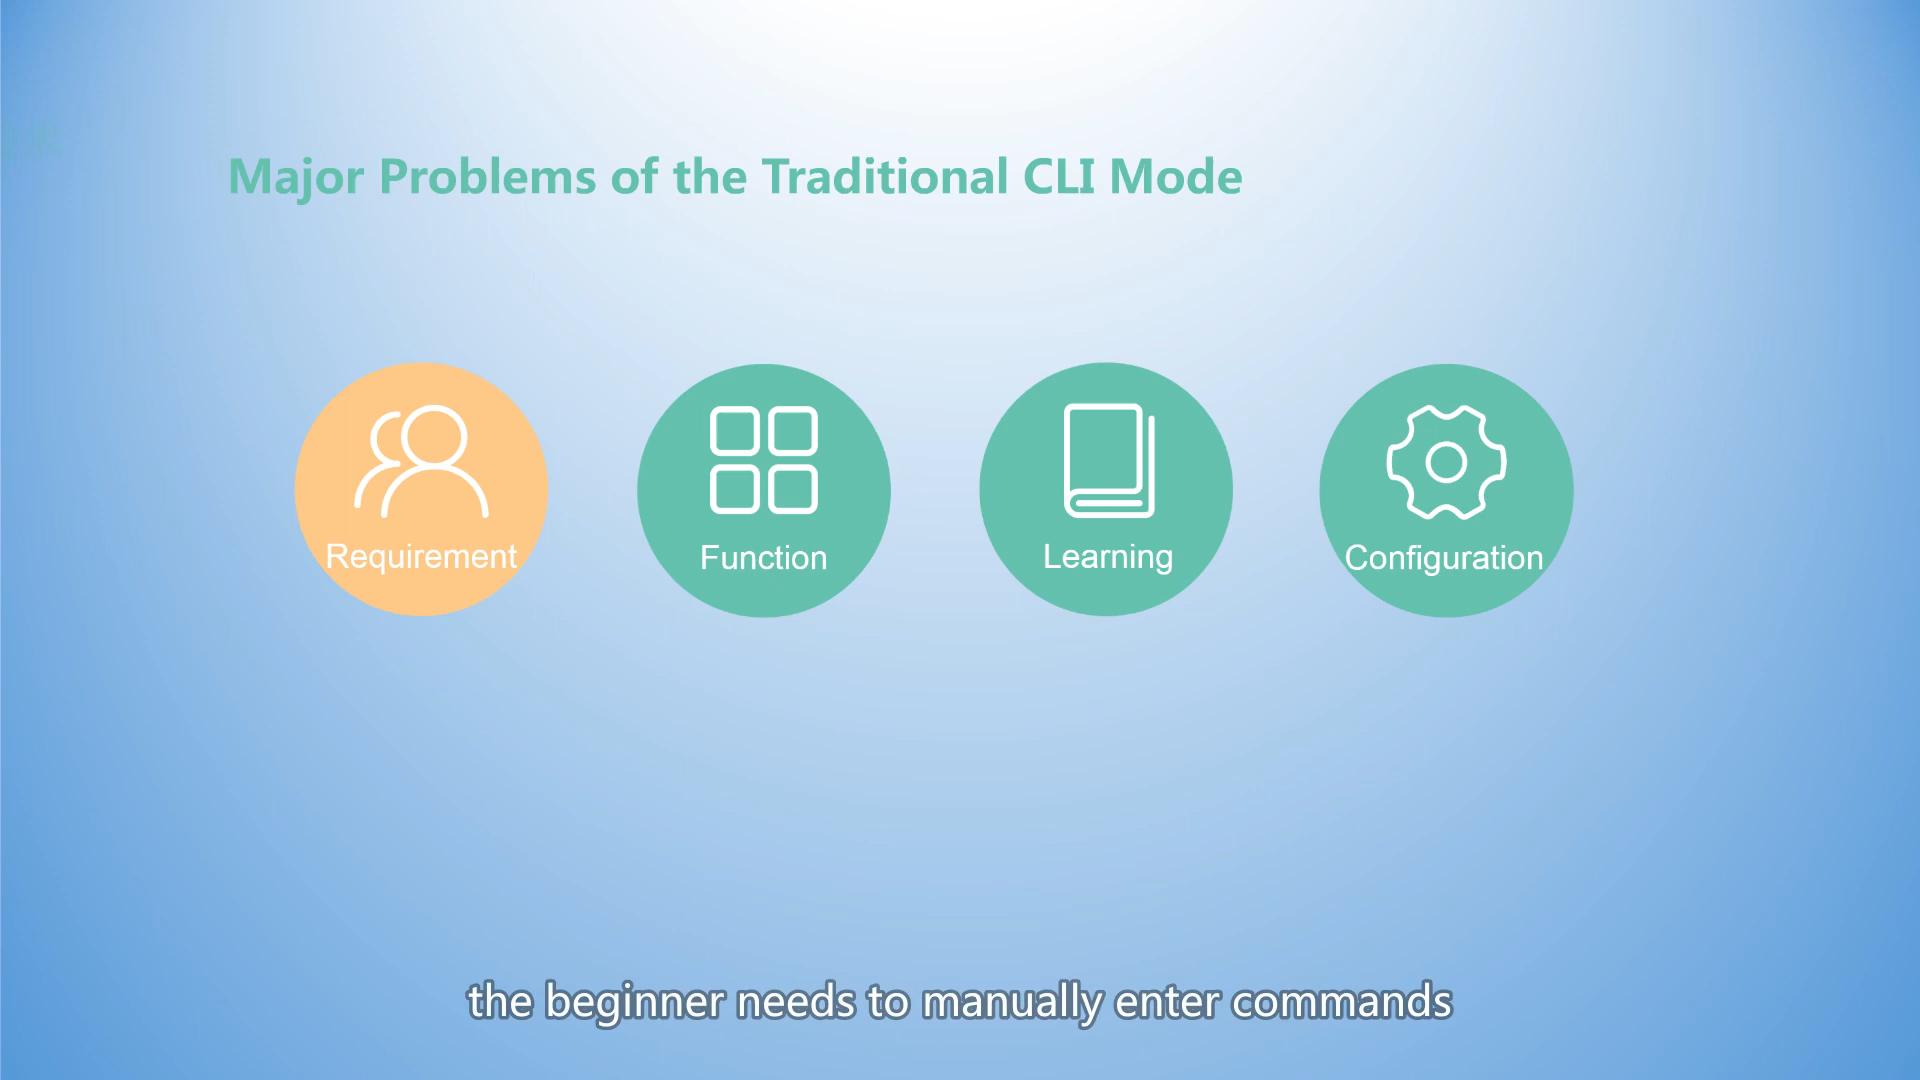 Major Problems of the Traditional CLI Mode
Requirement
Function
Learning
Configuration
the beginner needs to manually enter commands